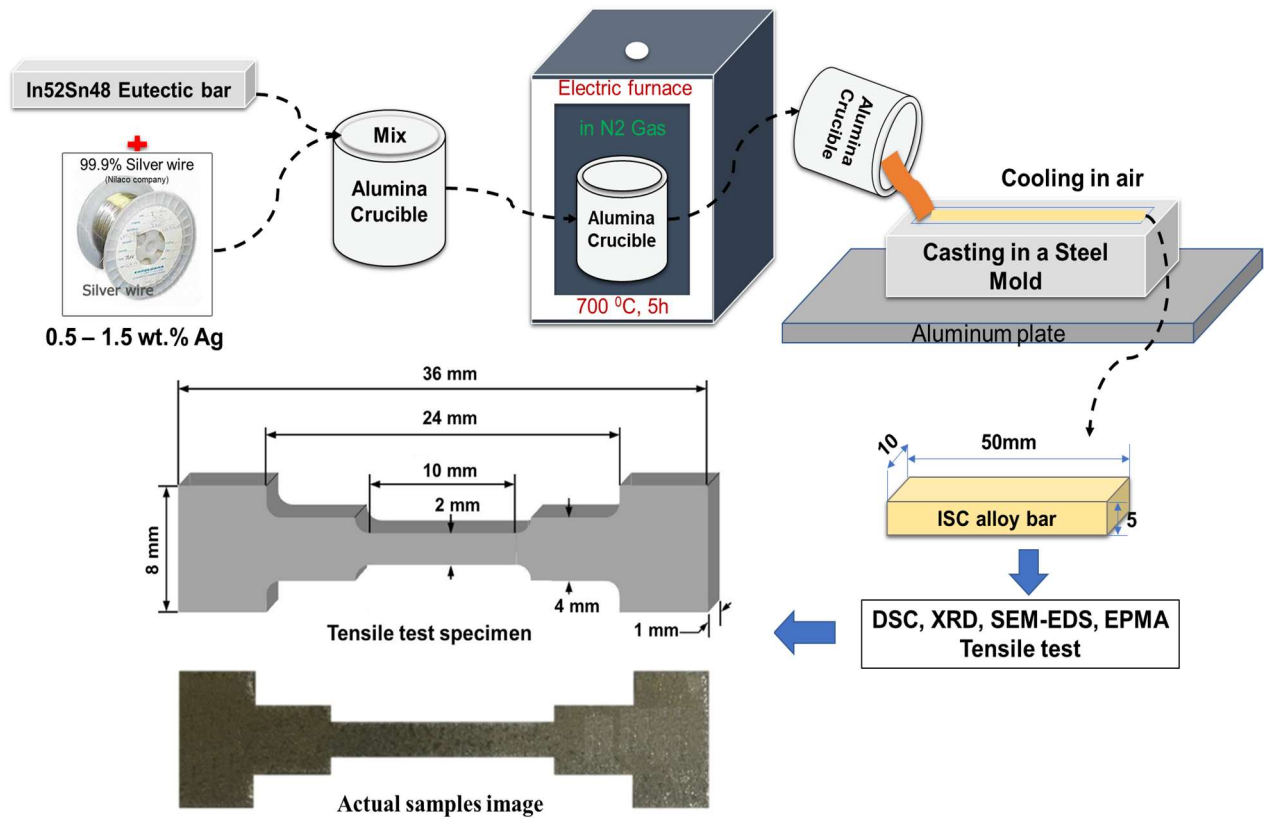 In52Sn48 Eutectic bar
99.9% Silver wire
(Nilaco company)
Silver wire
0.5 – 1.5 wt.% Ag
Mix
Alumina
Crucible
Electric furnace
in N2 Gas
Alumina
Crucible
700 ⁰C, 5h
Alumina
Crucible
Cooling in air
Casting in a Steel
Mold
Aluminum plate
10
50mm
ISC alloy bar
5
DSC, XRD, SEM-EDS, EPMA
Tensile test
36 mm
24 mm
10 mm
2 mm
8 mm
4 mm
1 mm
Tensile test specimen
Actual samples image